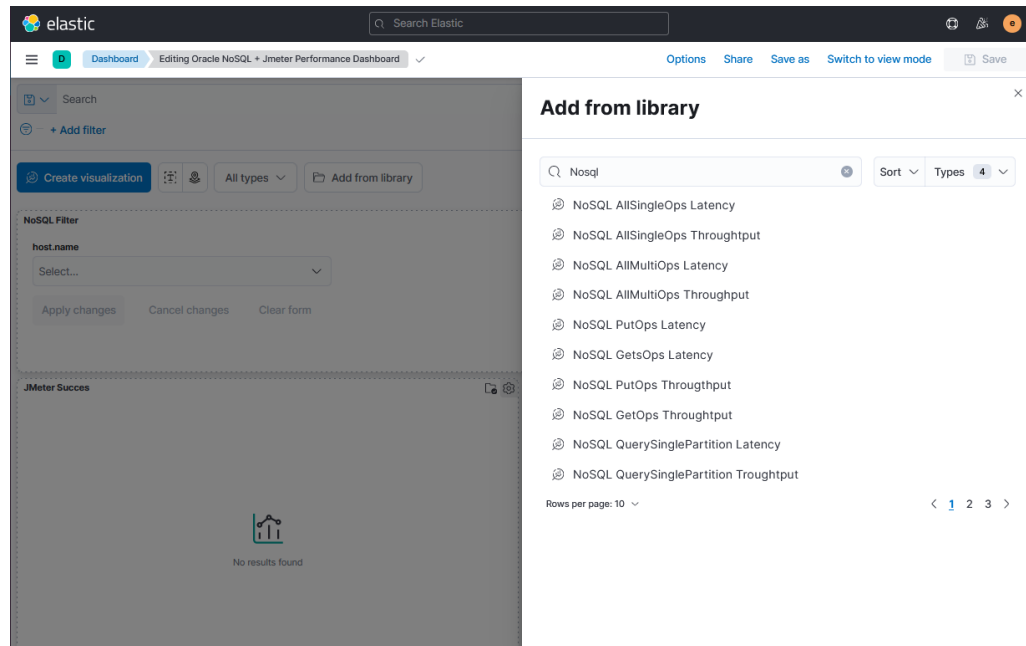 elastic
Search Elastic
e
D
Dashboard
Editing Oracle NoSQL + Jmeter Performance Dashboard
Options
Share
Save as
Switch to view mode
Save
Search
+ Add filter
Create visualization
All types
Add from library
NoSQL Filter
host.name
Select...
Apply changes
Cancel changes
Clear form
JMeter Succes
No results found
Add from library
Nosql
Sort
Types 4
NoSQL AllSingleOps Latency
NoSQL AllSingleOps Throughtput
NoSQL AllMultiOps Latency
NoSQL AllMultiOps Throughput
NoSQL PutOps Latency
NoSQL GetsOps Latency
NoSQL PutOps Througthput
NoSQL GetOps Throughtput
NoSQL QuerySinglePartition Latency
NoSQL QuerySinglePartition Troughtput
Rows per page: 10
1 2 3